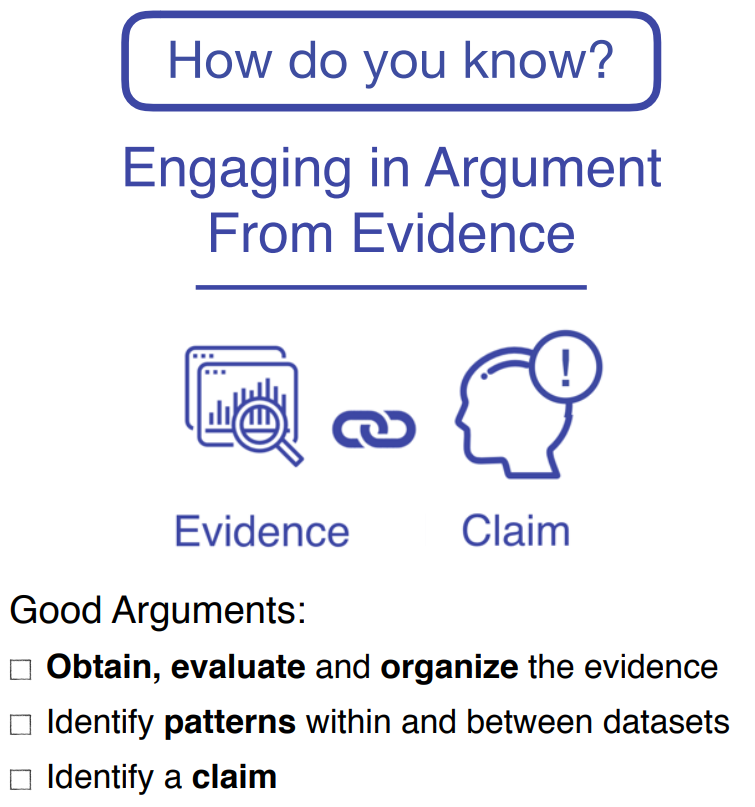 How do you know?
Engaging in Argument
From Evidence
!
Evidence
Claim
Good Arguments:
☐ Obtain, evaluate and organize the evidence
☐ Identify patterns within and between datasets
☐ Identify a claim